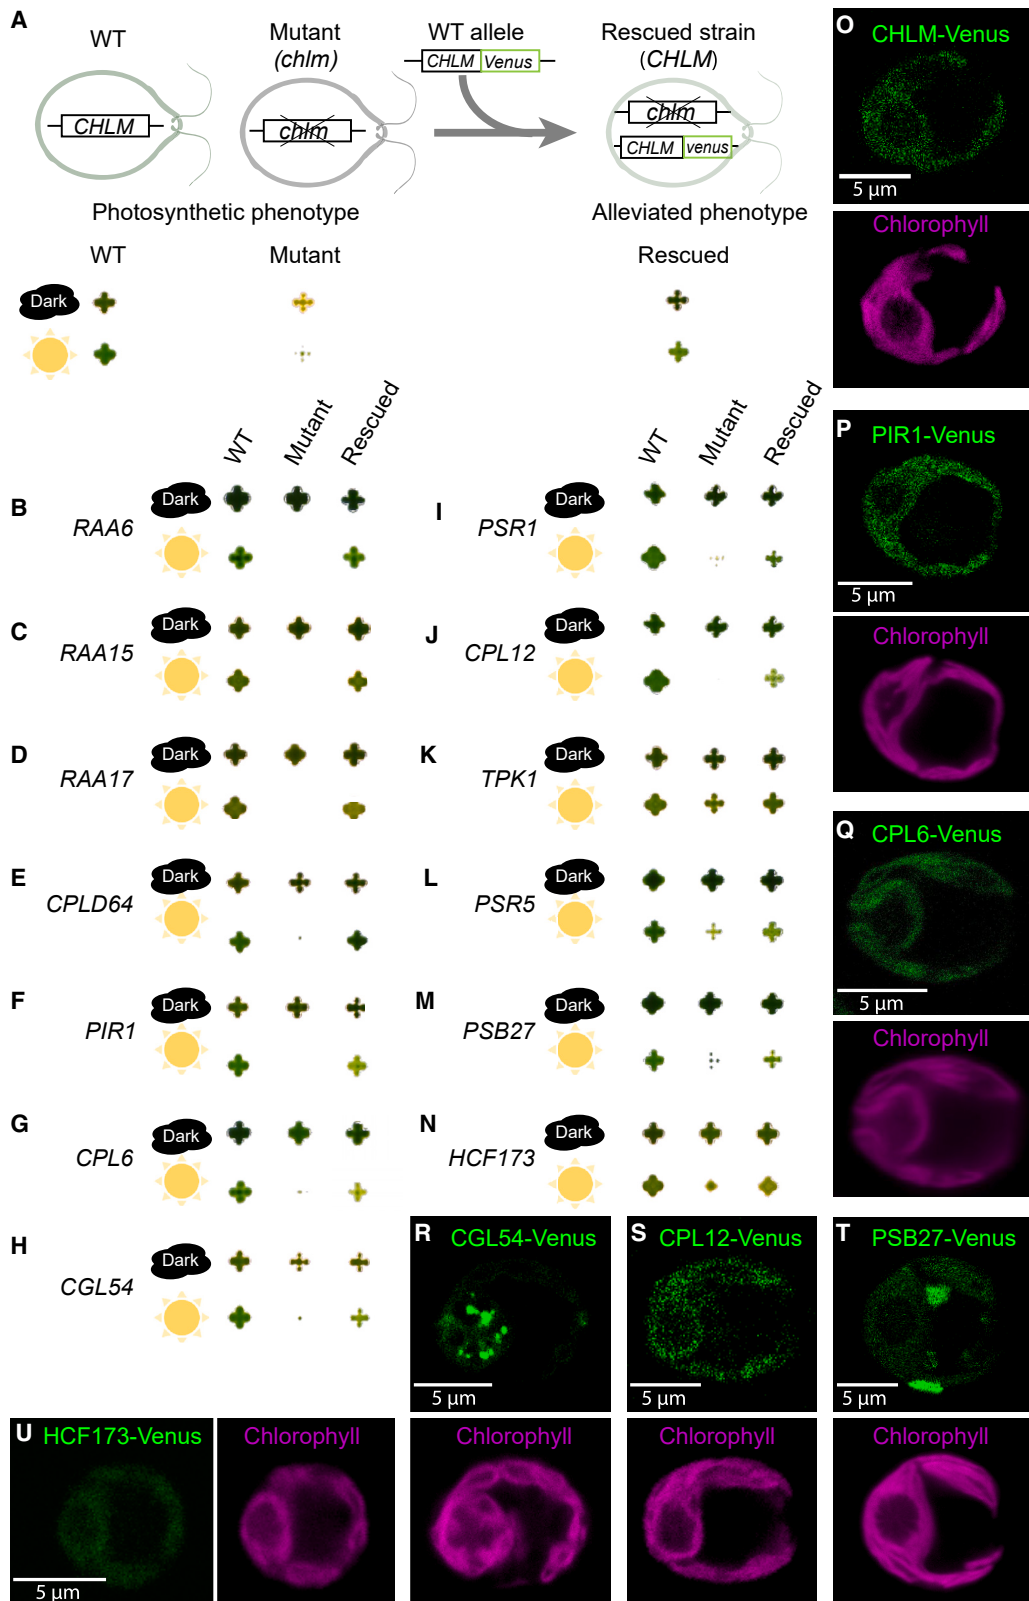 A
WT
Mutant
(chlm)
WT allele
Rescued strain
(CHLM)
CHLM
chlm
CHLM Venus
chlm
CHLM venus
Photosynthetic phenotype
Alleviated phenotype
WT
Mutant
Rescued
Dark
WT
Mutant
Rescued
B
RAA6
Dark
C
RAA15
Dark
D
RAA17
Dark
E
CPLD64
Dark
F
PIR1
Dark
G
CPL6
Dark
H
CGL54
Dark
WT
Mutant
Rescued
I
PSR1
Dark
J
CPL12
Dark
K
TPK1
Dark
L
PSR5
Dark
M
PSB27
Dark
N
HCF173
Dark
O
CHLM-Venus
5 µm
Chlorophyll
P
PIR1-Venus
5 µm
Chlorophyll
Q
CPL6-Venus
5 µm
Chlorophyll
R
CGL54-Venus
5 µm
Chlorophyll
S
CPL12-Venus
5 µm
Chlorophyll
T
PSB27-Venus
5 µm
Chlorophyll
U
HCF173-Venus
5 µm
Chlorophyll